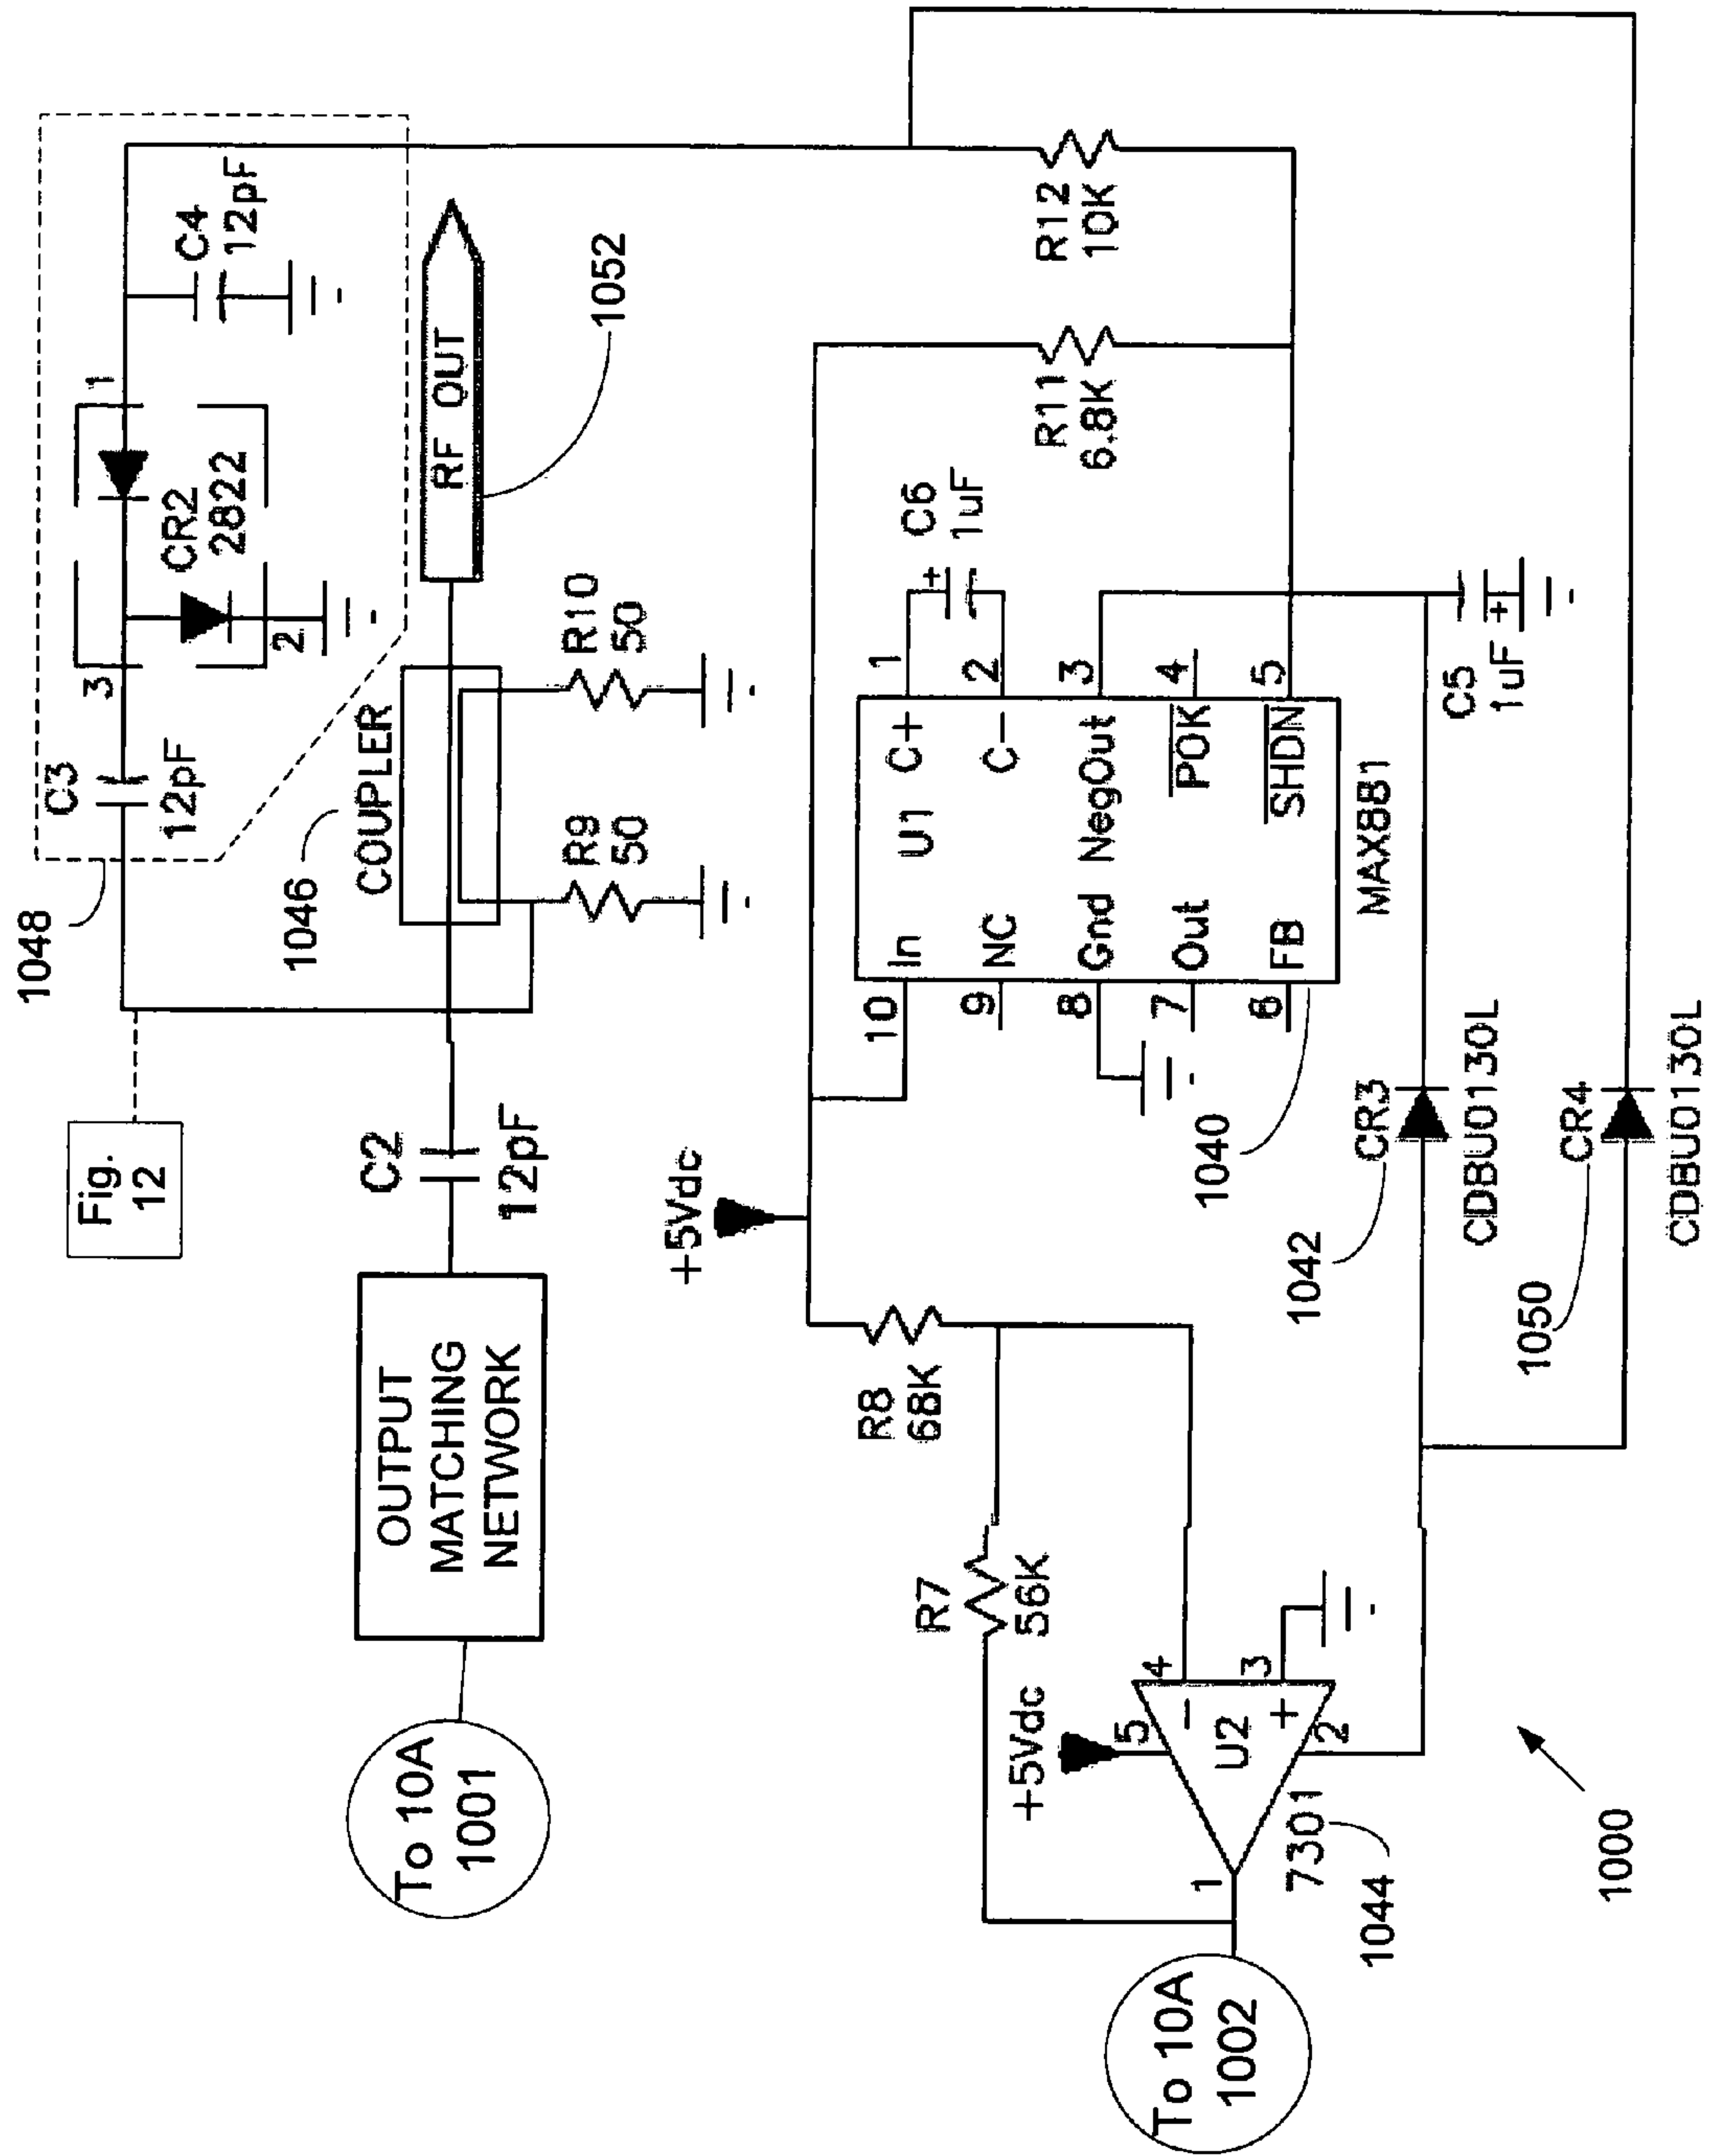 1048
C3
12pF
3
1
CR2
2822
2
C4
12pF
Fig.
12
1046
COUPLER
R9
50
R10
50
RF OUT
1052
To 10A
1001
OUTPUT
MATCHING
NETWORK
C2
12pF
+5Vdc
R8
68K
R7
56K
+5Vdc
5
4
-
3
+
2
1
U2
7301
1044
To 10A
1002
10
9
8
7
6
In
NC
Gnd
Out
FB
U1
C+
C-
NegOut
POK
SHDN
1
2
3
4
5
MAX881
1040
C6
1uF
+
R11
6.8K
R12
10K
C5
1uF
+
CR3
1042
CDBU0130L
CR4
1050
CDBU0130L
1000